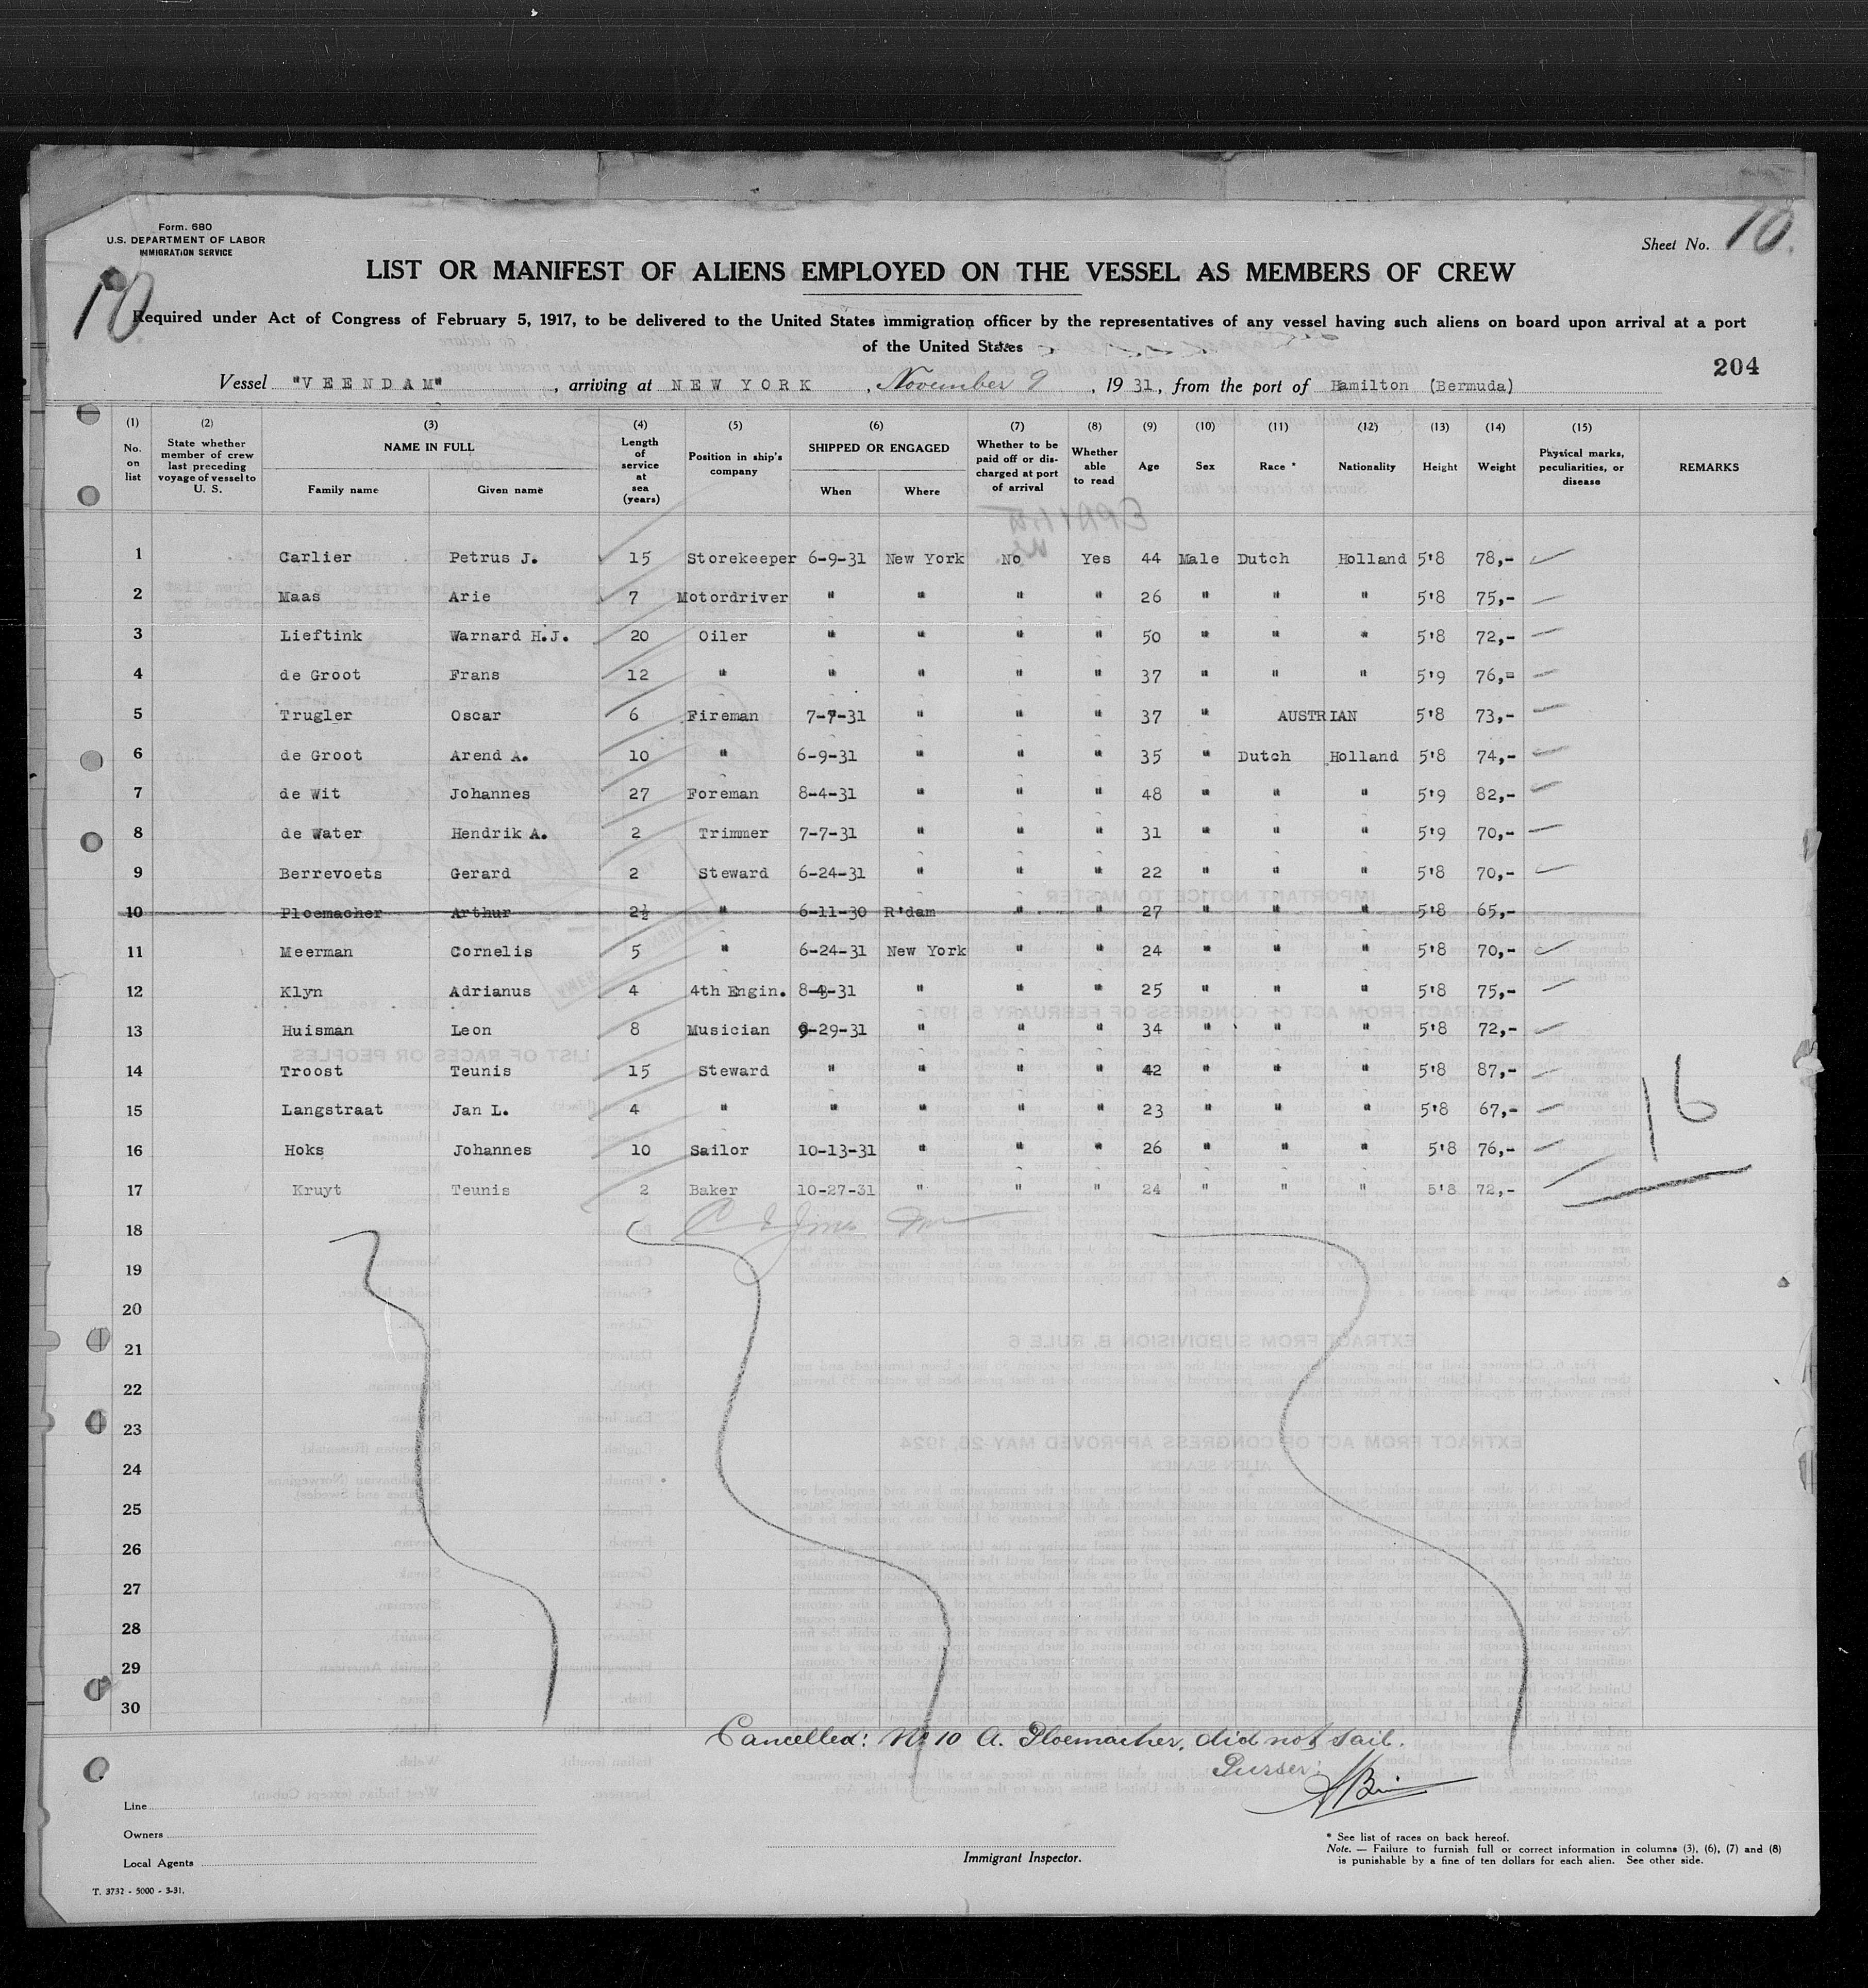 Form. 680
U.S. DEPARTMENT OF LABOR
IMMIGRATION SERVICE
Sheet No. 10.
10
LIST OR MANIFEST OF ALIENS EMPLOYED ON THE VESSEL AS MEMBERS OF CREW
Required under Act of Congress of February 5, 1917, to be delivered to the United States immigration officer by the representatives of any vessel having such aliens on board upon arrival at a port
of the United States
204
Vessel "VEENDAM", arriving at NEW YORK, November 9, 1931, from the port of Hamilton (Bermuda)
(1) (2) (3) (4) (5) (6) (7) (8) (9) (10) (11) (12) (13) (14) (15)
No. on list State whether member of crew last preceding voyage of vessel to U. S. NAME IN FULL Length of service at sea (years) Position in ship's company SHIPPED OR ENGAGED Whether to be paid off or discharged at port of arrival Whether able to read Age Sex Race * Nationality Height Weight Physical marks, peculiarities, or disease REMARKS
Family name Given name When Where
1 Carlier Petrus J. 15 Storekeeper 6-9-31 New York No Yes 44 Male Dutch Holland 5'8 78,-
2 Maas Arie 7 Motordriver " " " " 26 " " " 5'8 75,-
3 Lieftink Warnard H.J. 20 Oiler " " " " 50 " " " 5'8 72,-
4 de Groot Frans 12 " " " " " 37 " " " 5'9 76,-
5 Trugler Oscar 6 Fireman 7-7-31 " " " 37 " AUSTRIAN 5'8 73,-
6 de Groot Arend A. 10 " 6-9-31 " " " 35 " Dutch Holland 5'8 74,-
7 de Wit Johannes 27 Foreman 8-4-31 " " " 48 " " " 5'9 82,-
8 de Water Hendrik A. 2 Trimmer 7-7-31 " " " 31 " " " 5'9 70,-
9 Berrevoets Gerard 2 Steward 6-24-31 " " " 22 " " " 5'8 70,-
10 Ploemacher Arthur 2½ " 6-11-30 R'dam " " 27 " " " 5'8 65,-
11 Meerman Cornelis 5 " 6-24-31 New York " " 24 " " " 5'8 70,-
12 Klyn Adrianus 4 4th Engin. 8-4-31 " " " 25 " " " 5'8 75,-
13 Huisman Leon 8 Musician 9-29-31 " " " 34 " " " 5'8 72,-
14 Troost Teunis 15 Steward " " " " 42 " " " 5'8 87,-
15 Langstraat Jan L. 4 " " " " " 23 " " " 5'8 67,-
16 Hoks Johannes 10 Sailor 10-13-31 " " " 26 " " " 5'8 76,-
17 Kruyt Teunis 2 Baker 10-27-31 " " " 24 " " " 5'8 72,-
16
18
19
20
21
22
23
24
25
26
27
28
29
30
Cancelled: No 10 A. Ploemacher, did not sail.
Purser:
Line
Owners
Local Agents
Immigrant Inspector.
* See list of races on back hereof.
Note. — Failure to furnish full or correct information in columns (3), (6), (7) and (8)
is punishable by a fine of ten dollars for each alien. See other side.
T. 3732 - 5000 - 3-31.